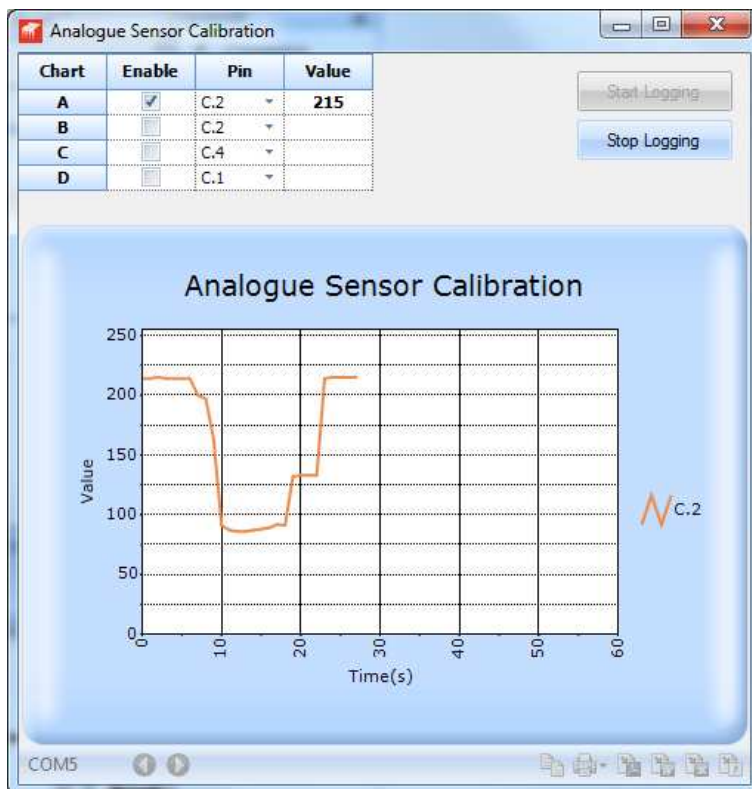 Analogue Sensor Calibration
Chart Enable Pin Value
A C.2 215
B C.2
C C.4
D C.1
Start Logging
Stop Logging
Analogue Sensor Calibration
250
200
150
100
50
0
Value
0 10 20 30 40 50 60
Time(s)
C.2
COM5